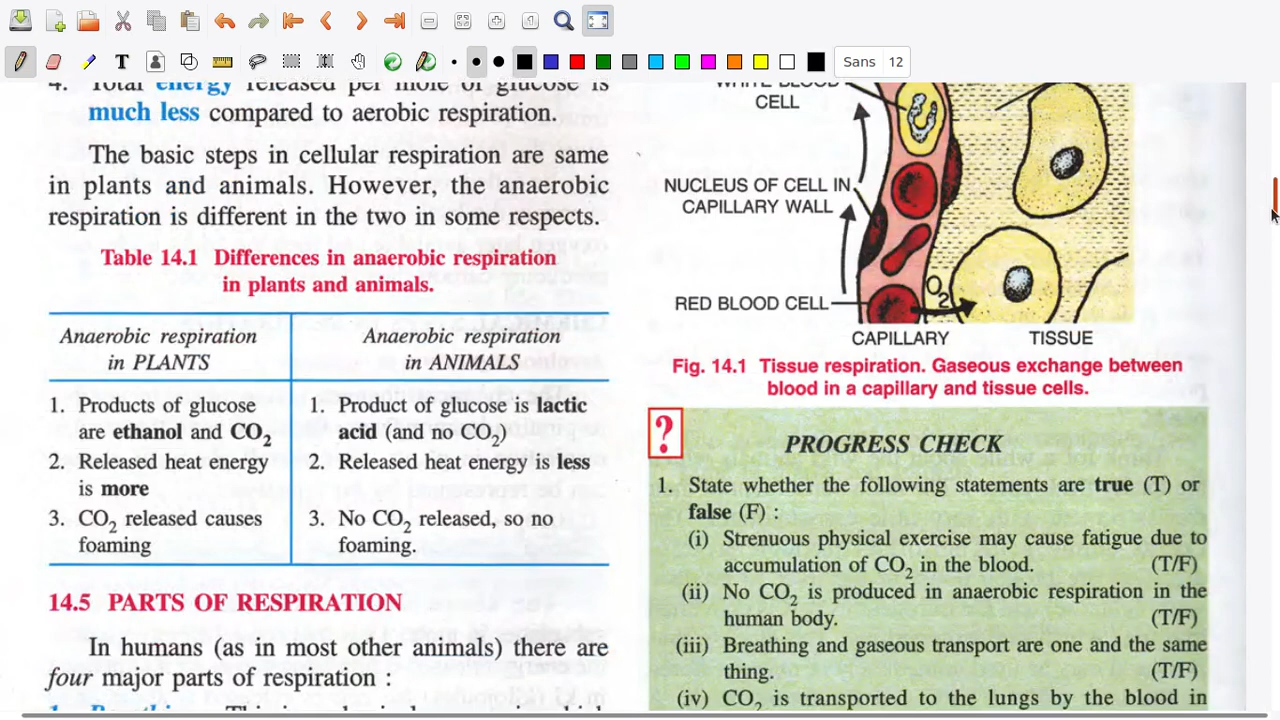 Sans 12
4. Total energy released per mole of glucose is
much less compared to aerobic respiration.
The basic steps in cellular respiration are same
in plants and animals. However, the anaerobic
respiration is different in the two in some respects.
Table 14.1 Differences in anaerobic respiration
in plants and animals.
Anaerobic respiration
in PLANTS
Anaerobic respiration
in ANIMALS
1. Products of glucose
are ethanol and CO₂
2. Released heat energy
is more
3. CO₂ released causes
foaming
1. Product of glucose is lactic
acid (and no CO₂)
2. Released heat energy is less
3. No CO₂ released, so no
foaming.
14.5 PARTS OF RESPIRATION
In humans (as in most other animals) there are
four major parts of respiration :
WHITE BLOOD
CELL
NUCLEUS OF CELL IN
CAPILLARY WALL
O₂
RED BLOOD CELL
CAPILLARY TISSUE
Fig. 14.1 Tissue respiration. Gaseous exchange between
blood in a capillary and tissue cells.
? PROGRESS CHECK
1. State whether the following statements are true (T) or
false (F) :
(i) Strenuous physical exercise may cause fatigue due to
accumulation of CO₂ in the blood. (T/F)
(ii) No CO₂ is produced in anaerobic respiration in the
human body. (T/F)
(iii) Breathing and gaseous transport are one and the same
thing. (T/F)
(iv) CO₂ is transported to the lungs by the blood in